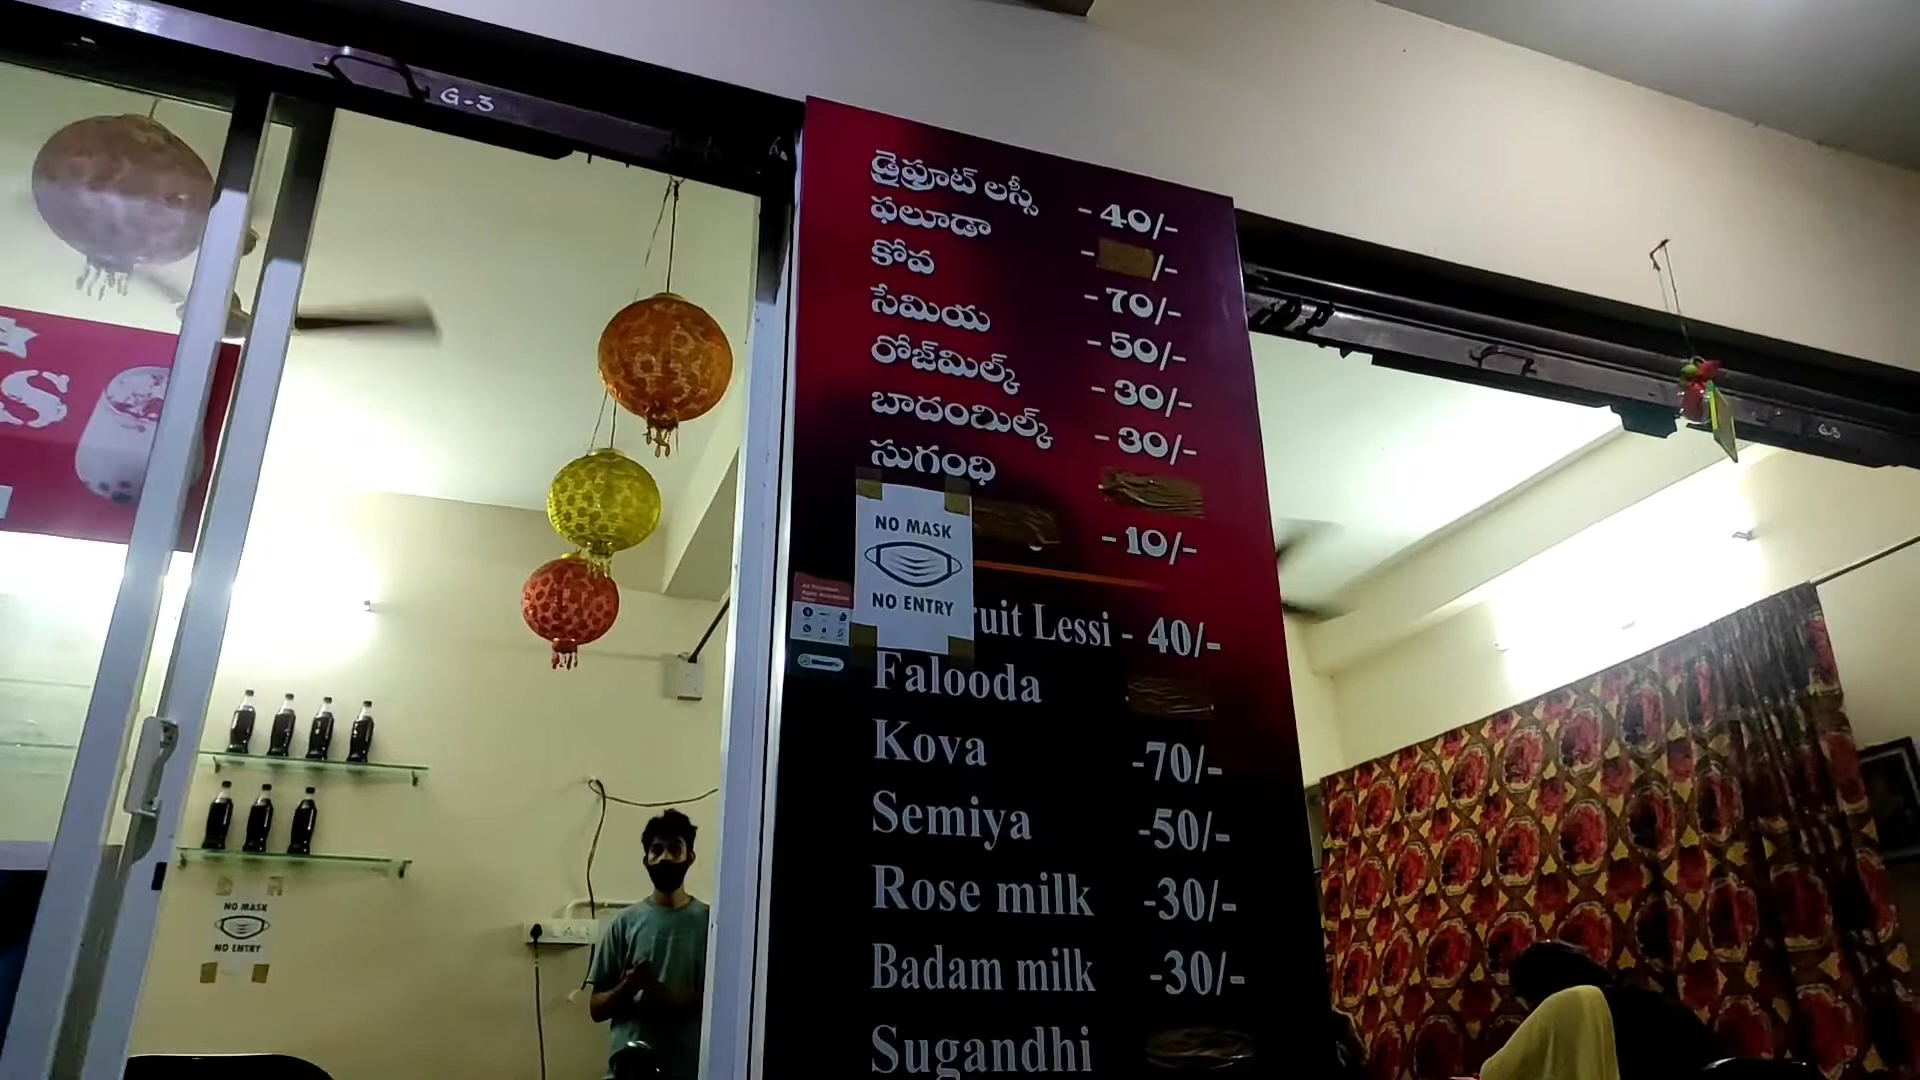 G-3
డ్రైఫ్రూట్ లస్సీ - 40/-
ఫలూడా - /-
కోవ - 70/-
సేమియ - 50/-
రోజ్‌మిల్క్ - 30/-
బాదంమిల్క్ - 30/-
సుగంధి
- 10/-
NO MASK
NO ENTRY
ruit Lessi - 40/-
Falooda
Kova -70/-
Semiya -50/-
Rose milk -30/-
Badam milk -30/-
Sugandhi
NO MASK
NO ENTRY
G-3